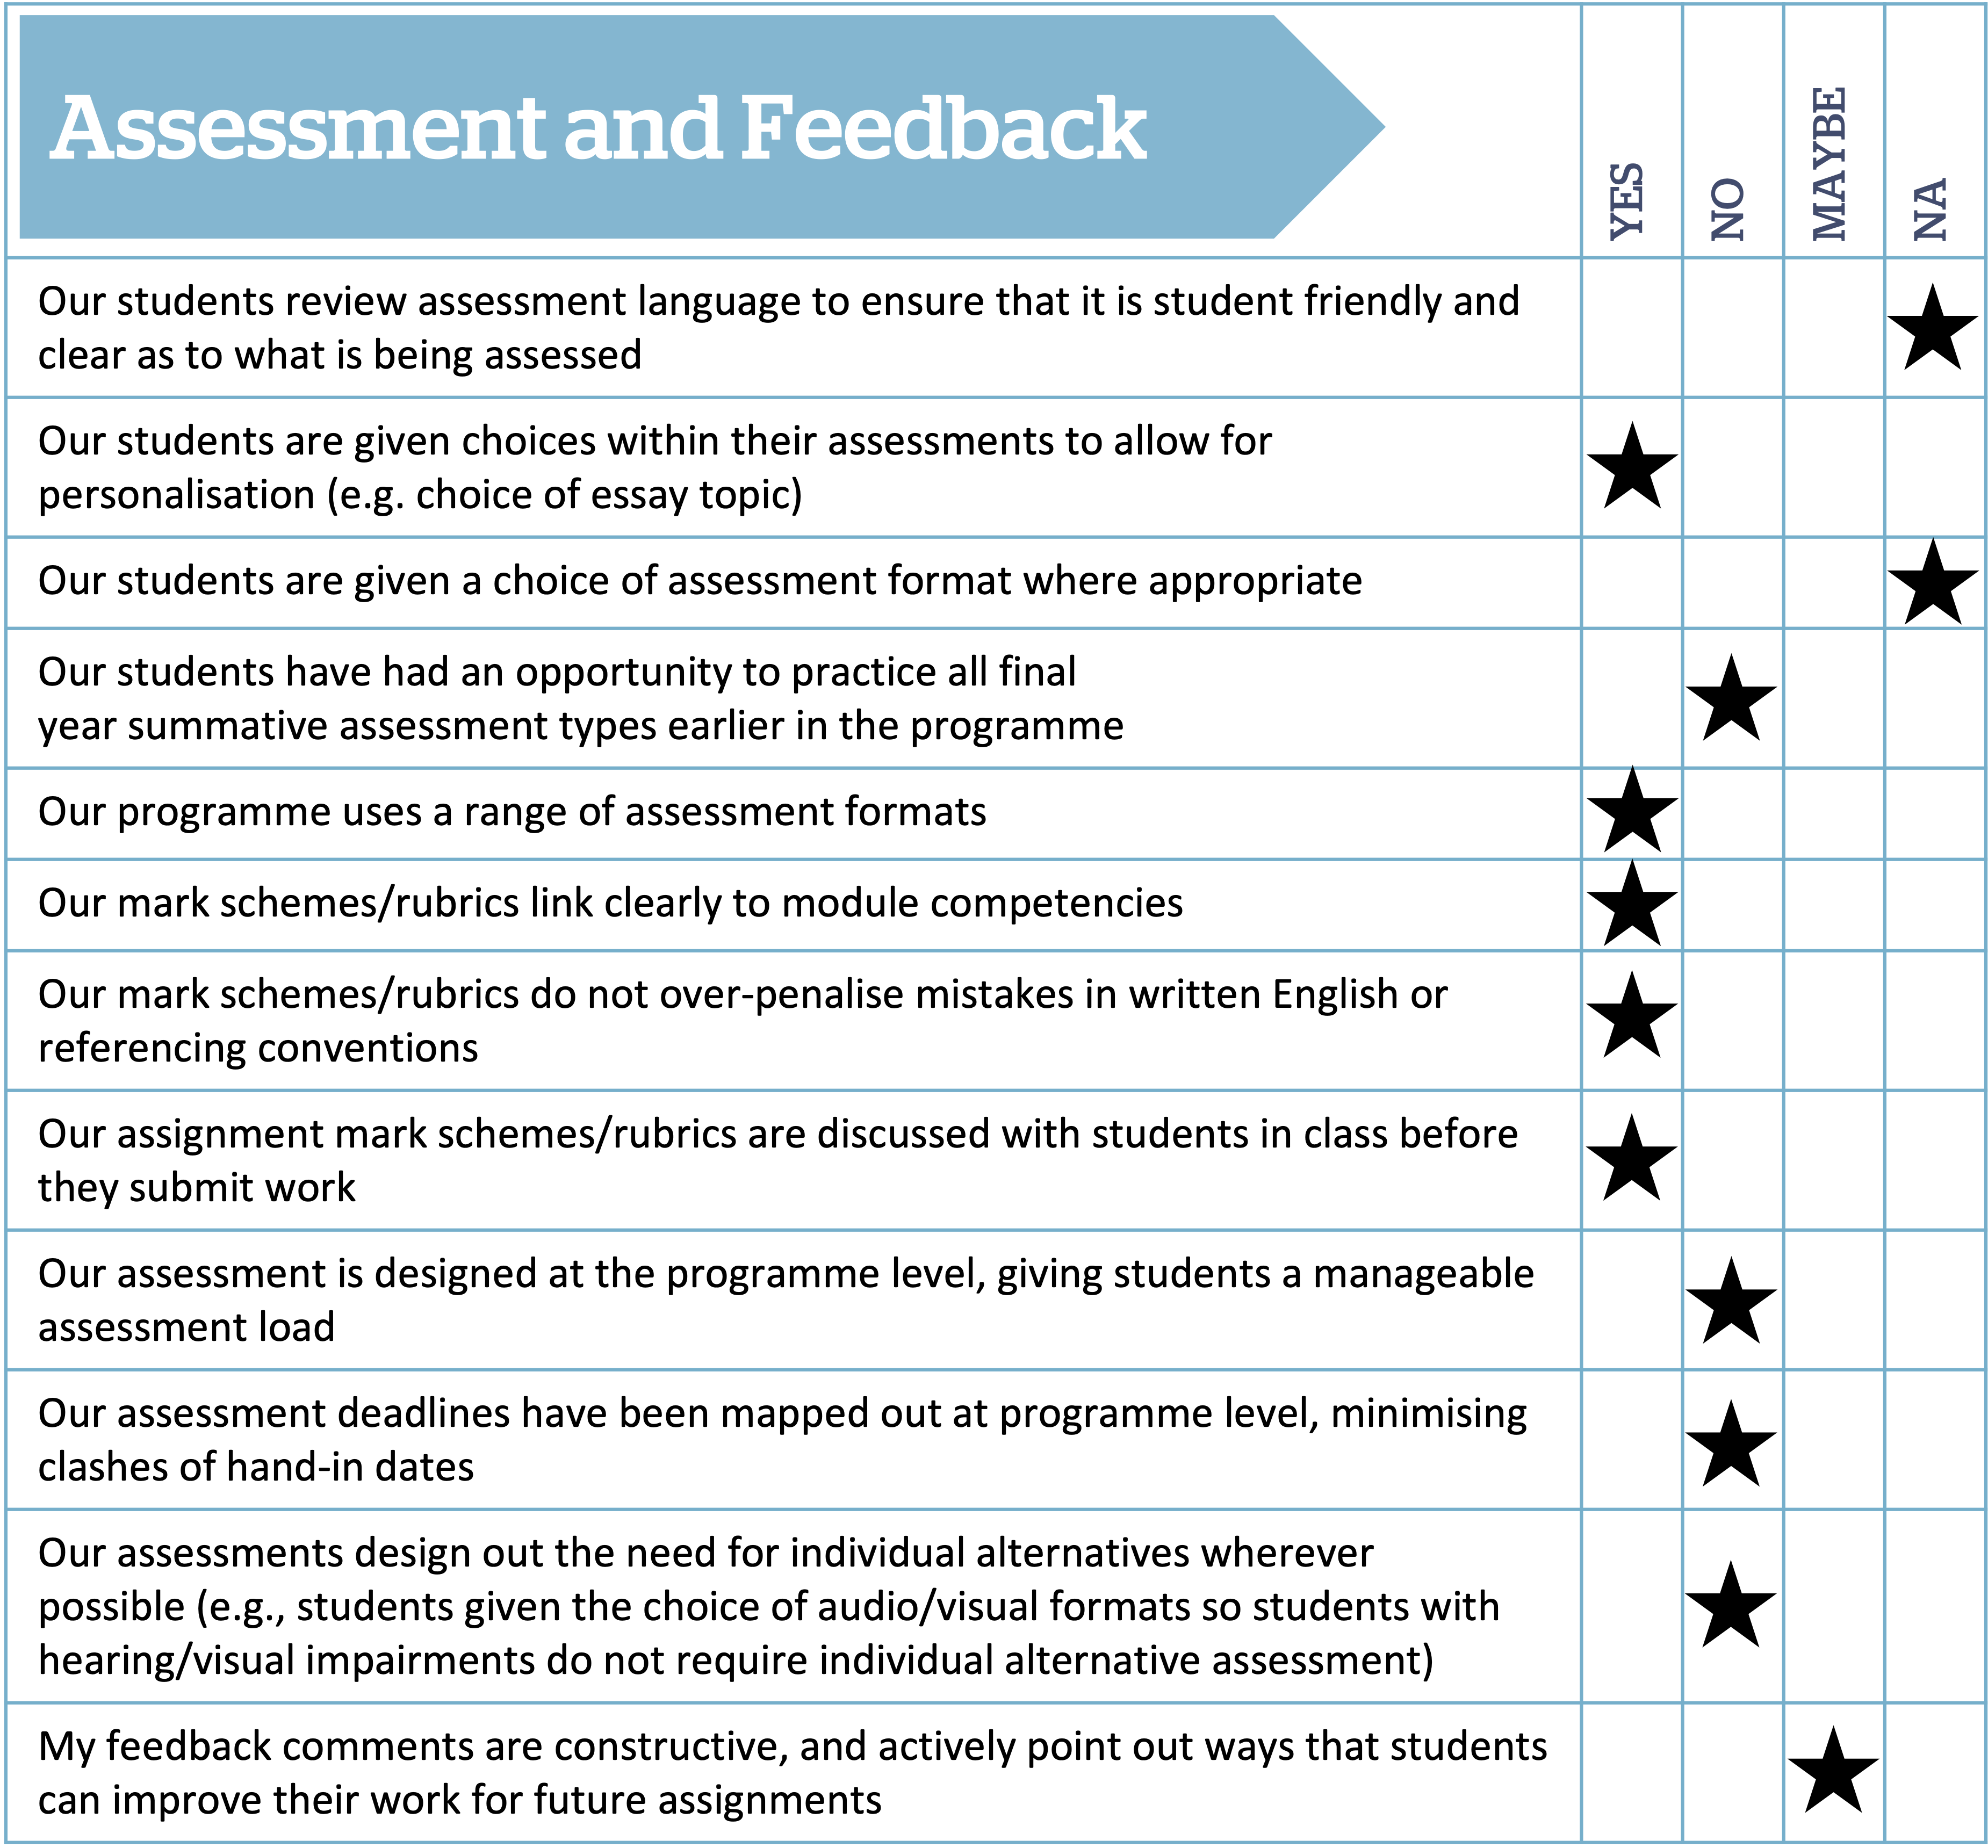 Assessment and Feedback
YES
NO
MAYBE
NA
Our students review assessment language to ensure that it is student friendly and
clear as to what is being assessed
Our students are given choices within their assessments to allow for
personalisation (e.g. choice of essay topic)
Our students are given a choice of assessment format where appropriate
Our students have had an opportunity to practice all final
year summative assessment types earlier in the programme
Our programme uses a range of assessment formats
Our mark schemes/rubrics link clearly to module competencies
Our mark schemes/rubrics do not over-penalise mistakes in written English or
referencing conventions
Our assignment mark schemes/rubrics are discussed with students in class before
they submit work
Our assessment is designed at the programme level, giving students a manageable
assessment load
Our assessment deadlines have been mapped out at programme level, minimising
clashes of hand-in dates
Our assessments design out the need for individual alternatives wherever
possible (e.g., students given the choice of audio/visual formats so students with
hearing/visual impairments do not require individual alternative assessment)
My feedback comments are constructive, and actively point out ways that students
can improve their work for future assignments